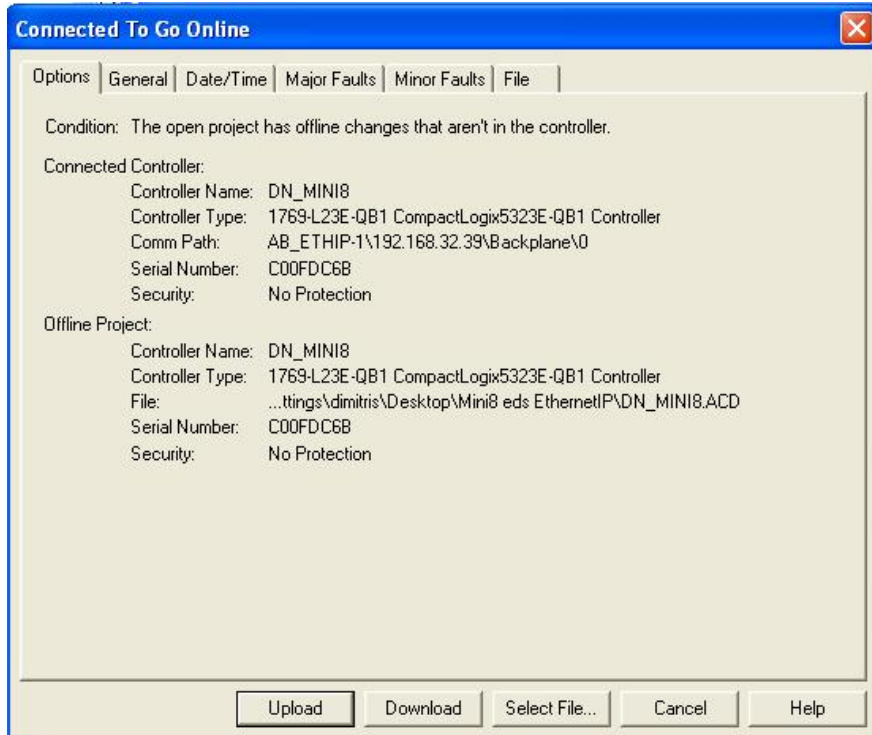 Connected To Go Online
Options General Date/Time Major Faults Minor Faults File
Condition: The open project has offline changes that aren't in the controller.
Connected Controller:
Controller Name: DN_MINI8
Controller Type: 1769-L23E-QB1 CompactLogix5323E-QB1 Controller
Comm Path: AB_ETHIP-1\192.168.32.39\Backplane\0
Serial Number: C00FDC6B
Security: No Protection
Offline Project:
Controller Name: DN_MINI8
Controller Type: 1769-L23E-QB1 CompactLogix5323E-QB1 Controller
File: ...ttings\dimitris\Desktop\Mini8 eds EthernetIP\DN_MINI8.ACD
Serial Number: C00FDC6B
Security: No Protection
Upload Download Select File... Cancel Help